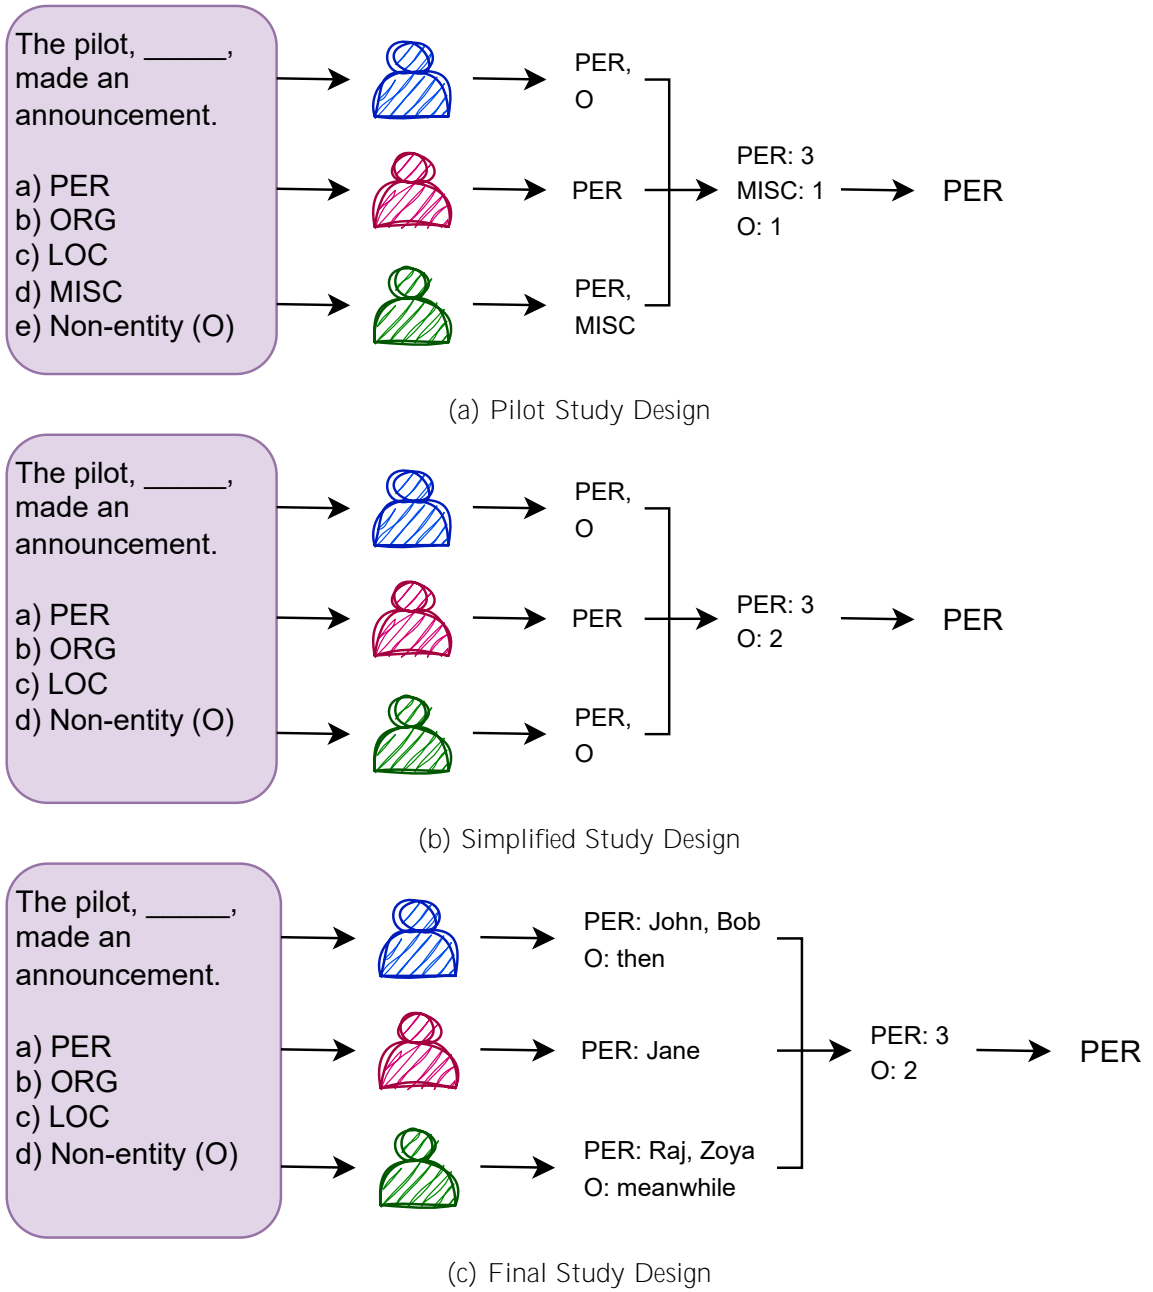 The pilot, _____,
made an
announcement.
a) PER
b) ORG
c) LOC
d) MISC
e) Non-entity (O)
PER,
O
PER
PER,
MISC
PER: 3
MISC: 1
O: 1
PER
(a) Pilot Study Design
The pilot, _____,
made an
announcement.
a) PER
b) ORG
c) LOC
d) Non-entity (O)
PER,
O
PER
PER,
O
PER: 3
O: 2
PER
(b) Simplified Study Design
The pilot, _____,
made an
announcement.
a) PER
b) ORG
c) LOC
d) Non-entity (O)
PER: John, Bob
O: then
PER: Jane
PER: Raj, Zoya
O: meanwhile
PER: 3
O: 2
PER
(c) Final Study Design